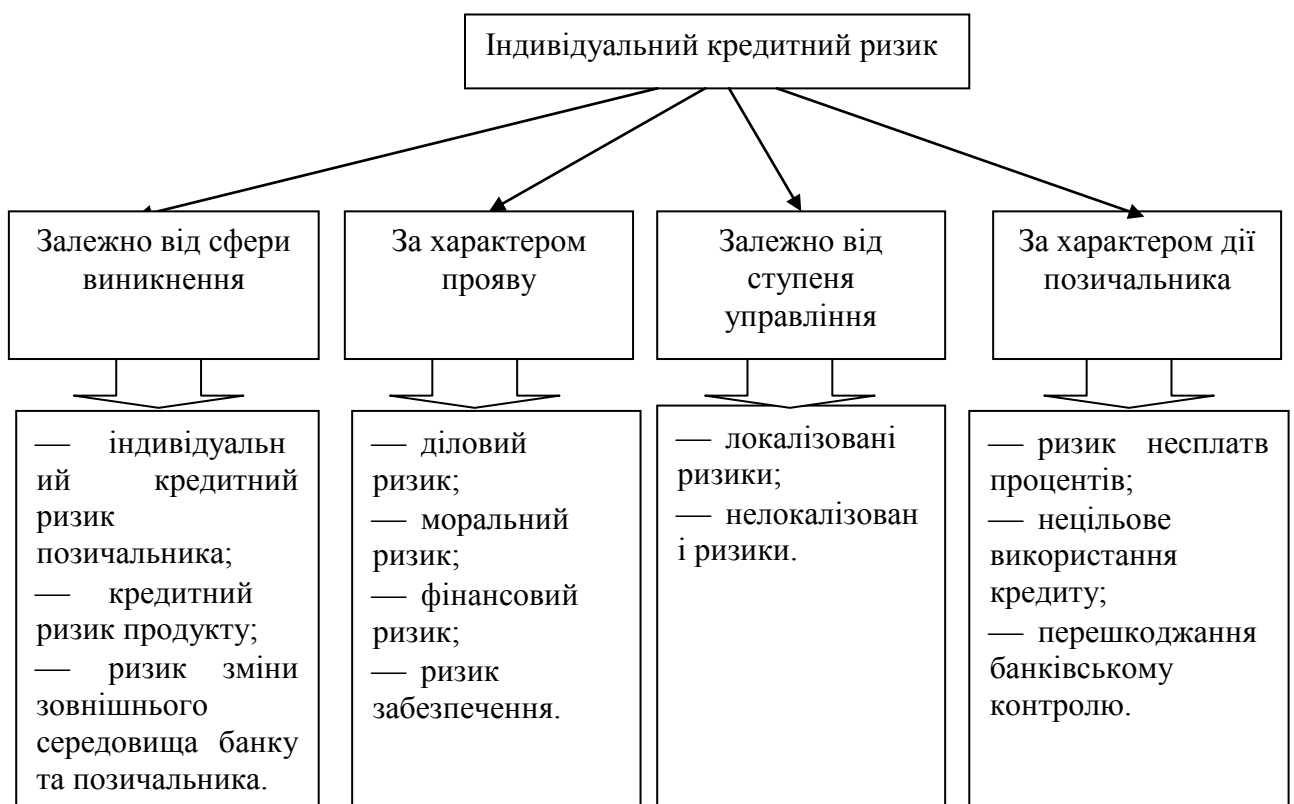 Індивідуальний кредитний ризик
Залежно від сфери
виникнення
За характером
прояву
Залежно від
ступеня
управління
За характером дії
позичальника
— індивідуальн
ий кредитний
ризик
позичальника;
— кредитний
ризик продукту;
— ризик зміни
зовнішнього
середовища банку
та позичальника.
— діловий
ризик;
— моральний
ризик;
— фінансовий
ризик;
— ризик
забезпечення.
— локалізовані
ризики;
— нелокалізован
і ризики.
— ризик несплатв
процентів;
— нецільове
використання
кредиту;
— перешкоджання
банківському
контролю.